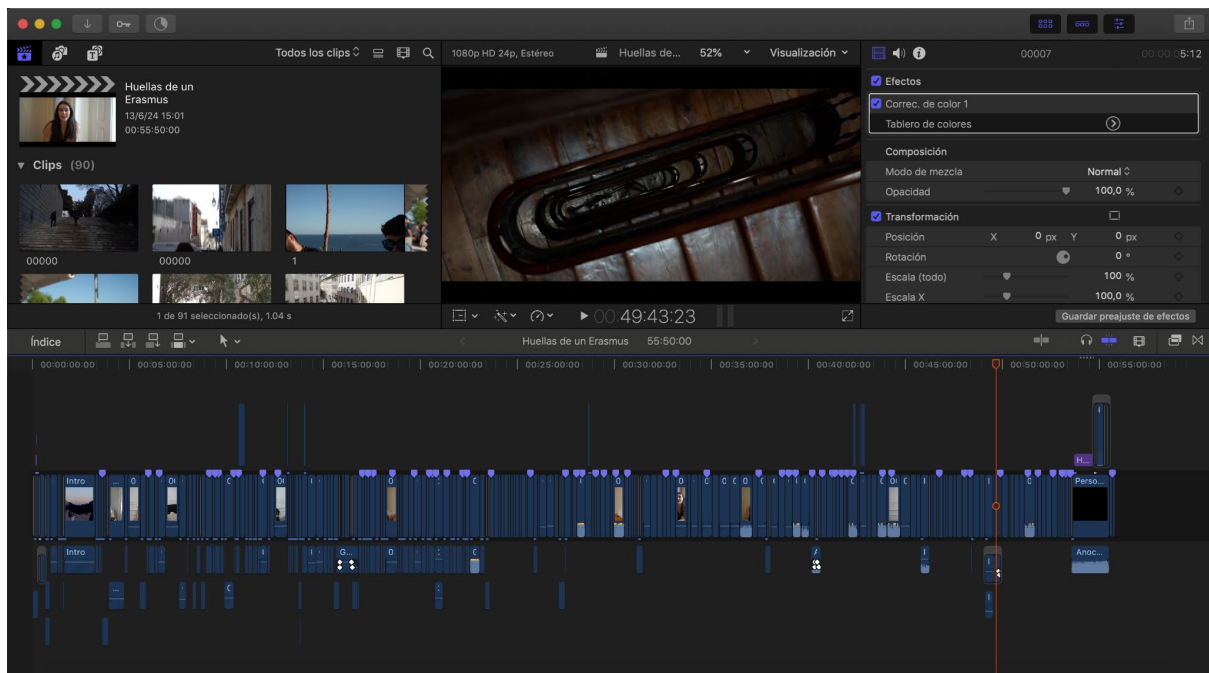 Todos los clips
1080p HD 24p, Estéreo
Huellas de...
52%
Visualización
00007
00:00:05:12
Huellas de un
Erasmus
13/6/24 15:01
00:55:50:00
Clips (90)
00000
00000
1
1 de 91 seleccionado(s), 1.04 s
00 49:43:23
Efectos
Correc. de color 1
Tablero de colores
Composición
Modo de mezcla Normal
Opacidad 100,0 %
Transformación
Posición X 0 px Y 0 px
Rotación 0 °
Escala (todo) 100 %
Escala X 100,0 %
Guardar preajuste de efectos
Índice
Huellas de un Erasmus 55:50:00
00:00:00:00 00:05:00:00 00:10:00:00 00:15:00:00 00:20:00:00 00:25:00:00 00:30:00:00 00:35:00:00 00:40:00:00 00:45:00:00 00:50:00:00 00:55:00:00
H...
Intro ... 0 Perso...
Intro G... 0 Anoc...